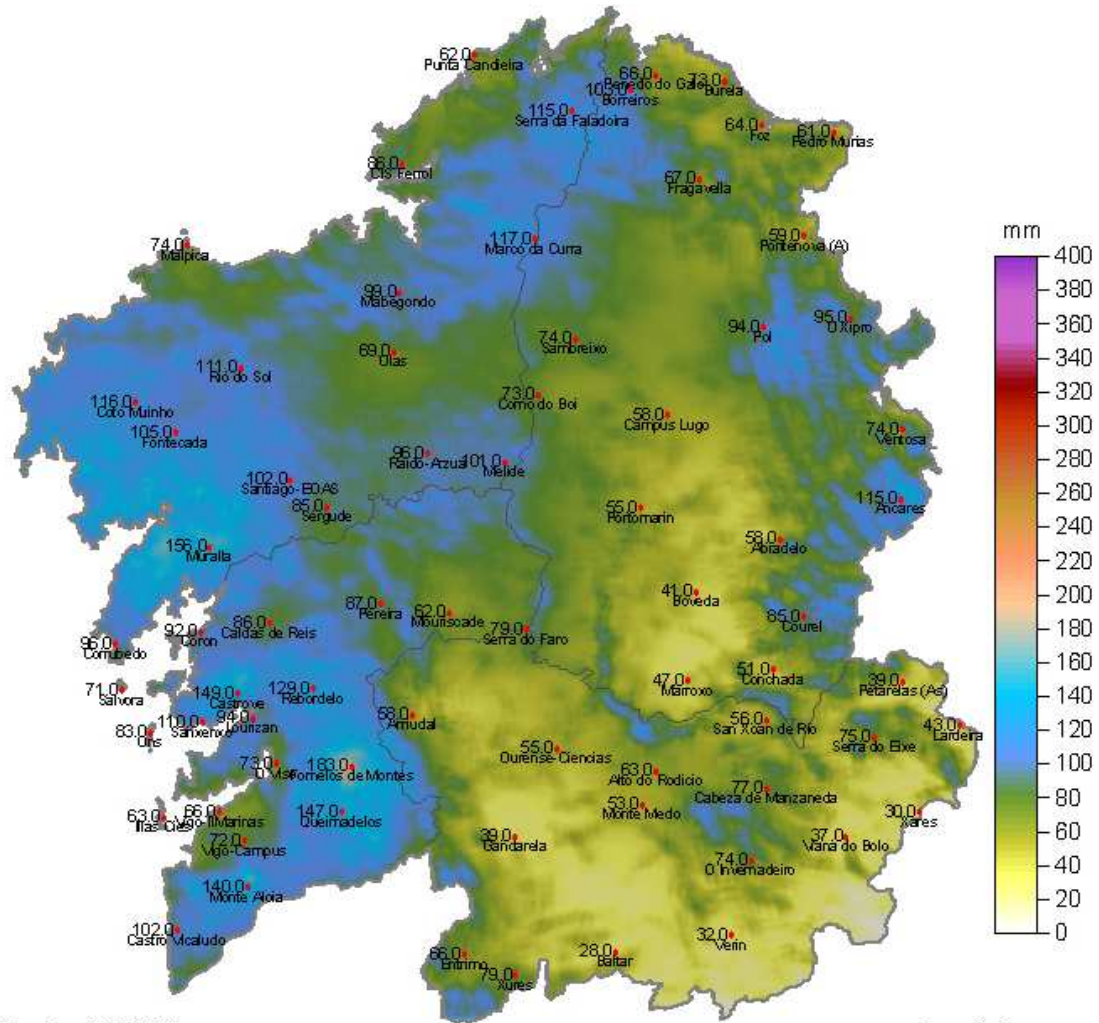 62.0
Punta Candieira
66.0
Penedo do Galo
73.0
Burela
103.0
Borreiros
115.0
Serra da Faladoira
64.0
Foz
61.0
Pedro Murias
86.0
CIS Ferrol
67.0
Fragavella
59.0
Pontenova (A)
mm
74.0
Malpica
117.0
Marco da Curra
400
380
360
340
320
300
280
260
240
220
200
180
160
140
120
100
80
60
40
20
0
99.0
Mabegondo
95.0
O Xipro
94.0
Pol
74.0
Sambreixo
69.0
Olas
111.0
Rio do Sol
116.0
Coto Muinho
73.0
Corno do Boi
58.0
Campus Lugo
105.0
Fontecada
74.0
Ventosa
96.0
Raido-Arzua
101.0
Melide
102.0
Santiago-EOAS
85.0
Sergude
55.0
Portomarin
115.0
Ancares
156.0
Muralla
58.0
Abradelo
41.0
Boveda
87.0
Pereira
62.0
Mouriscade
85.0
Courel
86.0
Caldas de Reis
92.0
Coron
79.0
Serra do Faro
96.0
Corrubedo
51.0
Conchada
71.0
Salvora
149.0
Castrove
129.0
Rebordelo
47.0
Marroxo
39.0
Petarelas (As)
110.0
Sanxenxo
94.0
Lourizan
58.0
Amudal
56.0
San Xoan de Rio
43.0
Lardeira
83.0
Ons
75.0
Serra do Eixe
55.0
Ourense-Ciencias
73.0
O Viso
183.0
Fornelos de Montes
63.0
Alto do Rodicio
77.0
Cabeza de Manzaneda
63.0
Illas Cies
66.0
Vigo-IIMarinas
147.0
Queimadelos
53.0
Monte Medo
30.0
Xares
72.0
Vigo-Campus
39.0
Gandarela
37.0
Viana do Bolo
74.0
O Invernadeiro
140.0
Monte Aloia
102.0
Castro Vicaludo
32.0
Verin
66.0
Entrimo
28.0
Baltar
79.0
Xures